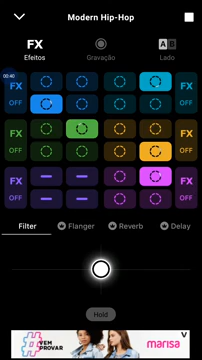 Modern Hip-Hop
FX
A B
Efeitos
Gravação
Lado
00:40
FX
OFF
FX
OFF
FX
OFF
FX
OFF
FX
OFF
FX
OFF
Filter
Flanger
Reverb
Delay
Hold
#VEM
PROVAR
marisa
V